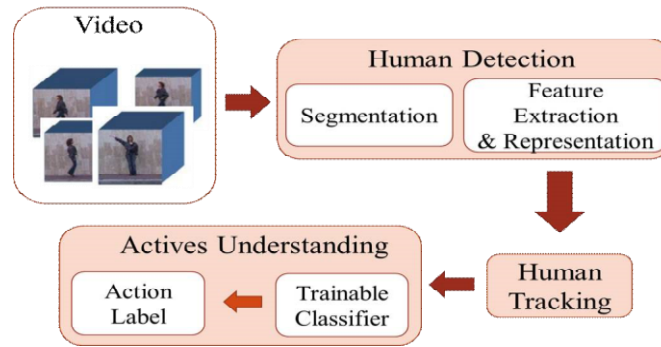 Video
Human Detection
Segmentation
Feature
Extraction
& Representation
Human
Tracking
Actives Understanding
Trainable
Classifier
Action
Label